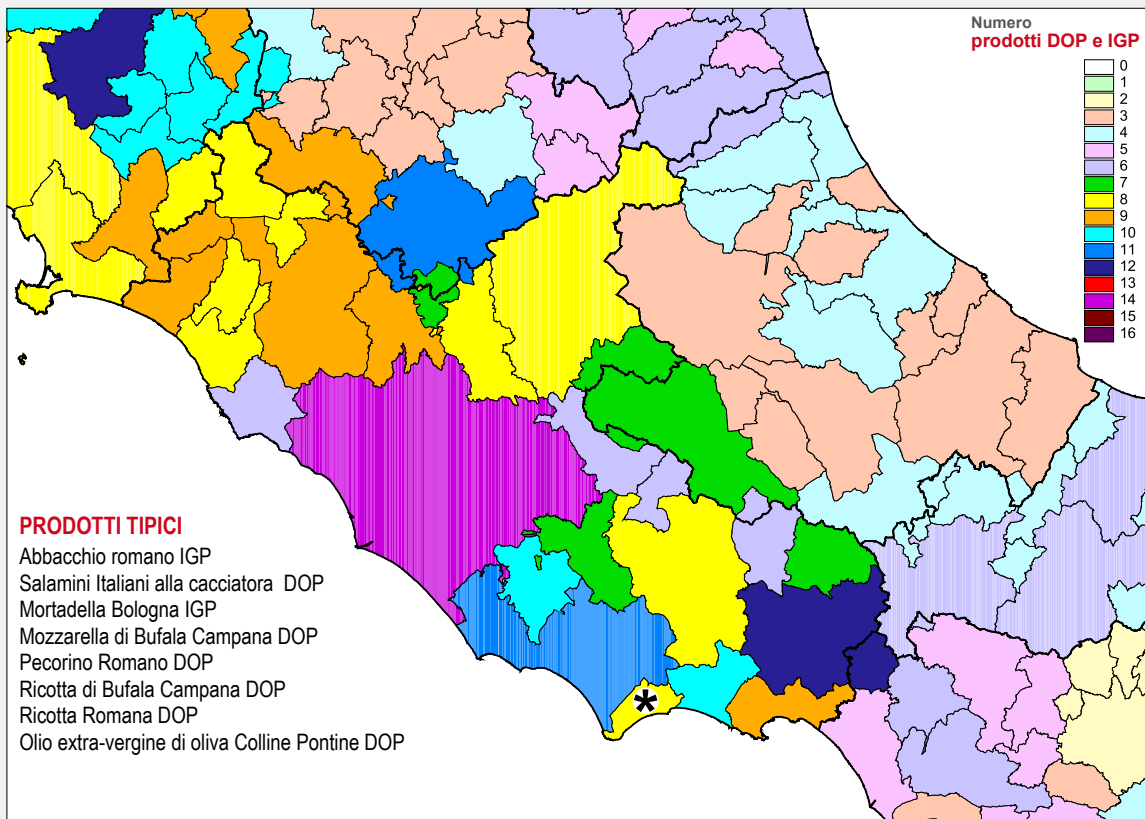 Numero
prodotti DOP e IGP
0
1
2
3
4
5
6
7
8
9
10
11
12
13
14
15
16
*
PRODOTTI TIPICI
Abbacchio romano IGP
Salamini Italiani alla cacciatora DOP
Mortadella Bologna IGP
Mozzarella di Bufala Campana DOP
Pecorino Romano DOP
Ricotta di Bufala Campana DOP
Ricotta Romana DOP
Olio extra-vergine di oliva Colline Pontine DOP